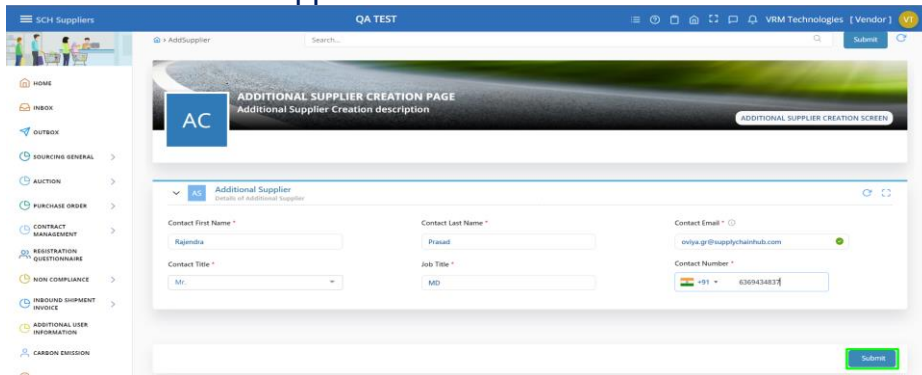 SCH Suppliers
QA TEST
VRM Technologies [ Vendor ]
VT
> AddSupplier
Search...
Submit
HOME
INBOX
OUTBOX
SOURCING GENERAL
AUCTION
PURCHASE ORDER
CONTRACT
MANAGEMENT
REGISTRATION
QUESTIONNAIRE
NON COMPLIANCE
INBOUND SHIPMENT
INVOICE
ADDITIONAL USER
INFORMATION
CARBON EMISSION
AC
ADDITIONAL SUPPLIER CREATION PAGE
Additional Supplier Creation description
ADDITIONAL SUPPLIER CREATION SCREEN
AS
Additional Supplier
Details of Additional Supplier
Contact First Name *
Contact Last Name *
Contact Email *
Rajendra
Prasad
oviya.gr@supplychainhub.com
Contact Title *
Job Title *
Contact Number *
Mr.
MD
+91
6369434837
Submit